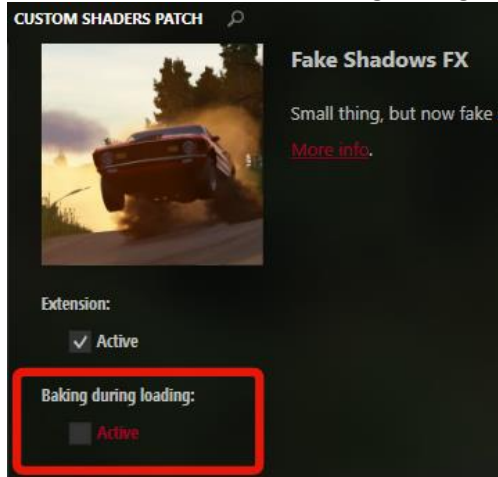 CUSTOM SHADERS PATCH
Fake Shadows FX
Small thing, but now fake
More info.
Extension:
Active
Baking during loading:
Active